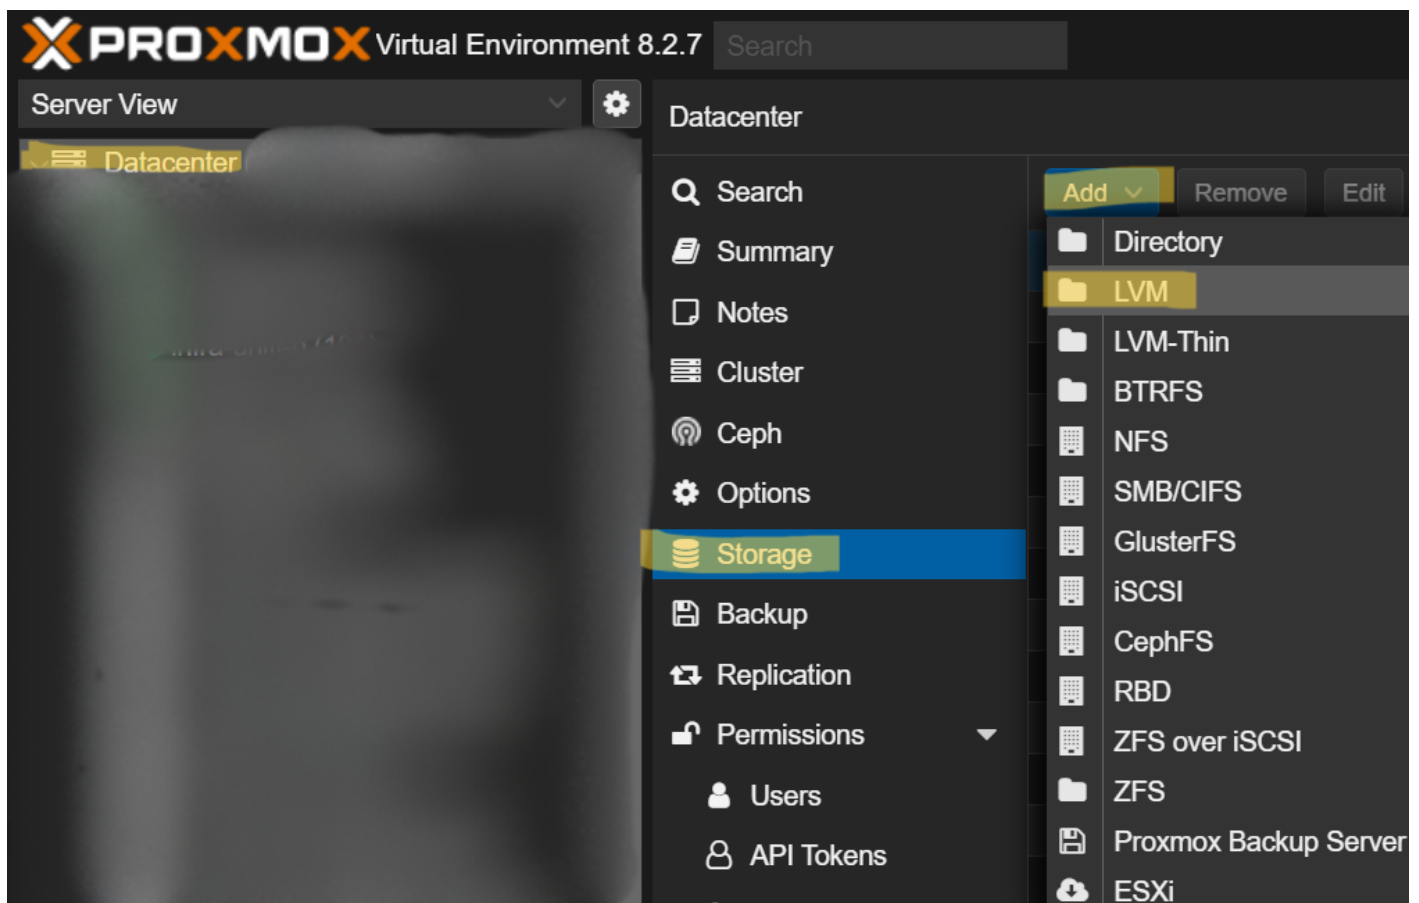 PROXMOX Virtual Environment 8.2.7 Search
Server View
Datacenter
Datacenter
Search
Summary
Notes
Cluster
Ceph
Options
Storage
Backup
Replication
Permissions
Users
API Tokens
Add Remove Edit
Directory
LVM
LVM-Thin
BTRFS
NFS
SMB/CIFS
GlusterFS
iSCSI
CephFS
RBD
ZFS over iSCSI
ZFS
Proxmox Backup Server
ESXi